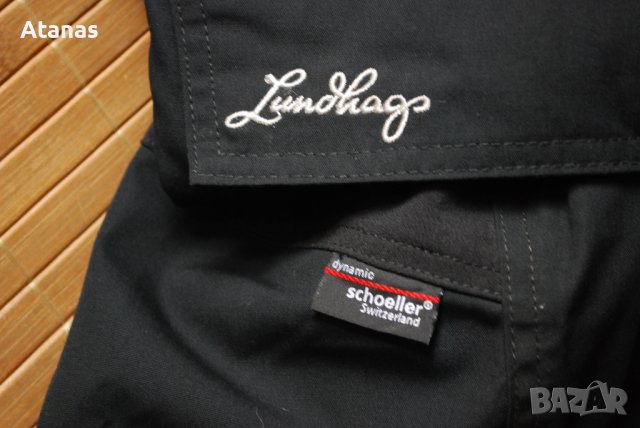 Atanas
Lundhags
dynamic
schoeller®
Switzerland
BAZAR